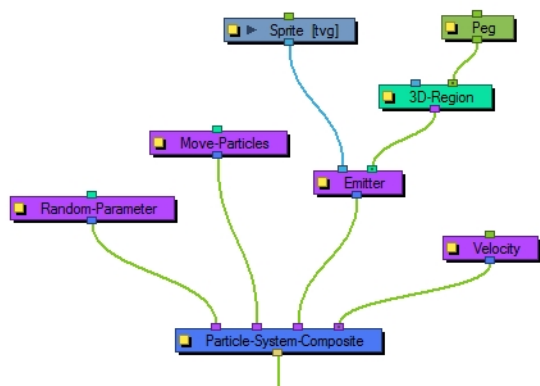 Sprite [tvg]
Peg
3D-Region
Move-Particles
Emitter
Random-Parameter
Velocity
Particle-System-Composite